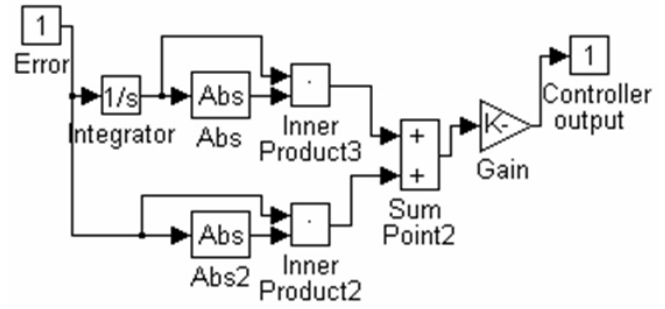 1
Error
1/s
Integrator
Abs
Abs
.
Inner
Product3
Abs
Abs2
.
Inner
Product2
+
+
Sum
Point2
K-
Gain
1
Controller
output